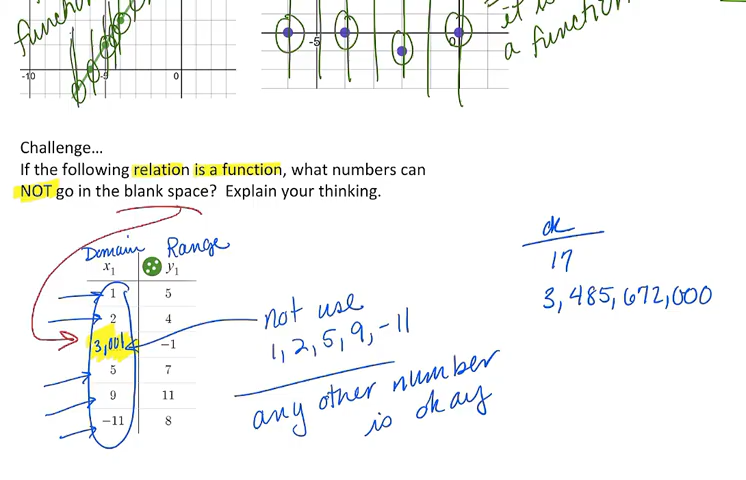 function
it is
a function
-10
-5
0
-5
0
Challenge...
If the following relation is a function, what numbers can
NOT go in the blank space? Explain your thinking.
Domain Range
x₁ y₁
1 5
2 4
3,001 -1
5 7
9 11
-11 8
not use
1, 2, 5, 9, -11
any other number
is okay
ok
17
3,485,672,000